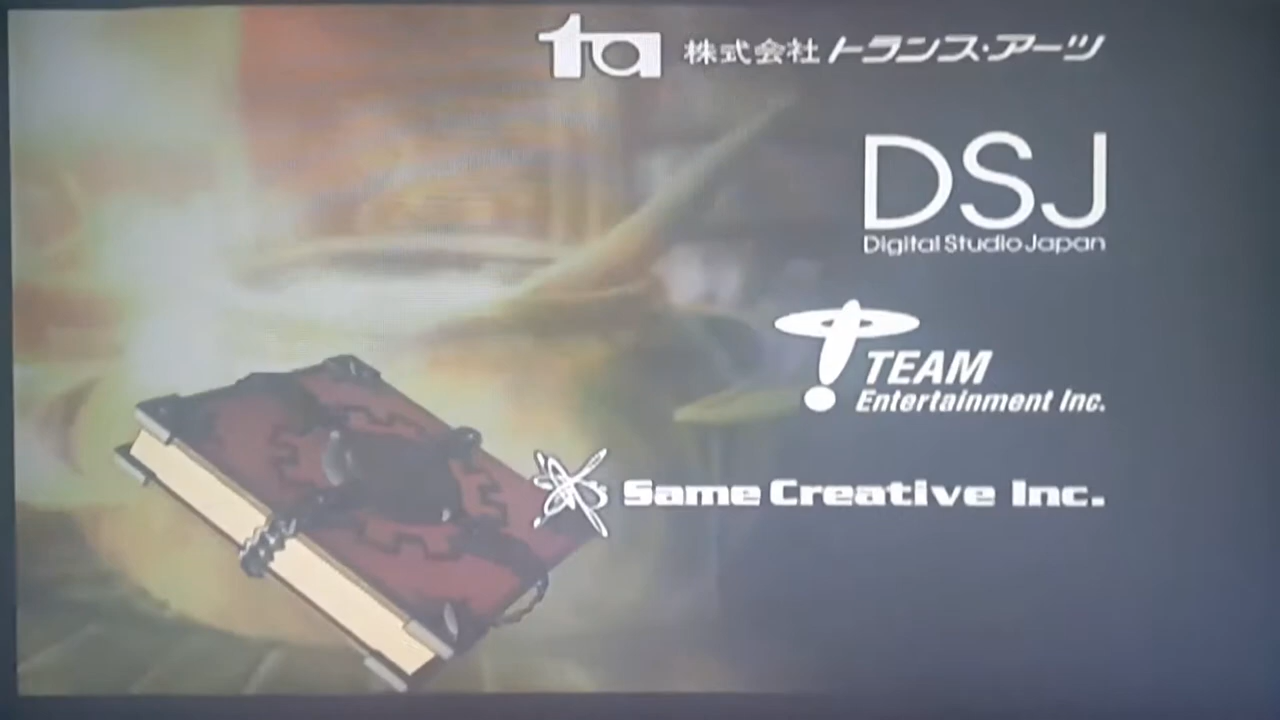 ta 株式会社トランス・アーツ
DSJ
Digital Studio Japan
TEAM
Entertainment Inc.
Same Creative Inc.